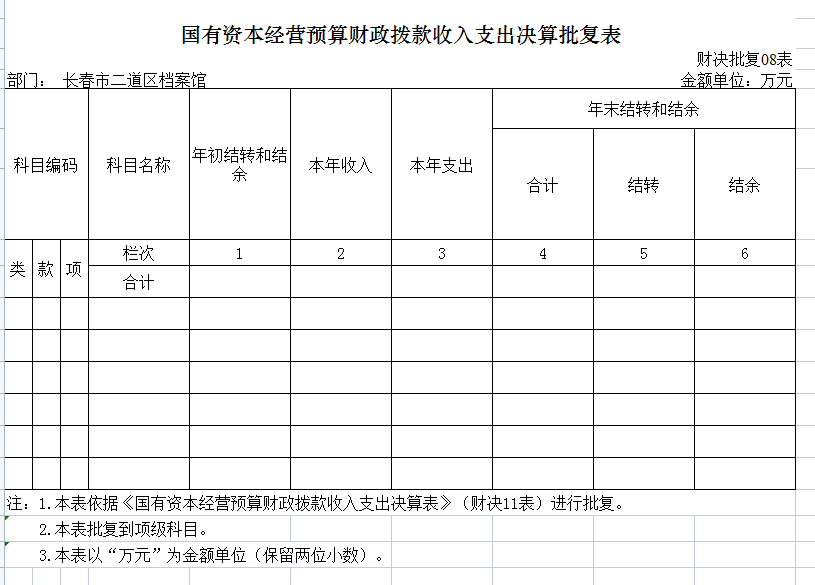 国有资本经营预算财政拨款收入支出决算批复表
财决批复08表
部门： 长春市二道区档案馆 金额单位：万元
科目编码 科目名称 年初结转和结余 本年收入 本年支出 年末结转和结余
合计 结转 结余
类 款 项 栏次 1 2 3 4 5 6
合计
注：1.本表依据《国有资本经营预算财政拨款收入支出决算表》（财决11表）进行批复。
2.本表批复到项级科目。
3.本表以“万元”为金额单位（保留两位小数）。